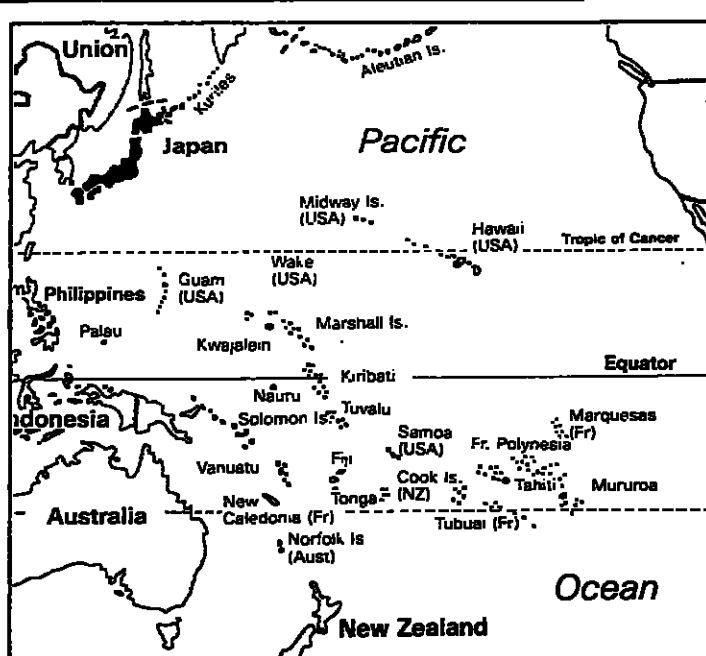 Union
Aleutian Is.
Kuriles
Japan
Pacific
Midway Is.
(USA)
Hawaii
(USA)
Tropic of Cancer
Wake
(USA)
Guam
(USA)
Philippines
Marshall Is.
Palau
Kwajalein
Equator
Kiribati
Nauru
ndonesia
Solomon Is.
Tuvalu
Marquesas
(Fr)
Samoa
(USA)
Fr. Polynesia
Vanuatu
Fiji
Cook Is.
(NZ)
Tahiti
Mururoa
Tonga
New
Caledonia (Fr)
Australia
Tubuai (Fr)
Norfolk Is
(Aust)
Ocean
New Zealand